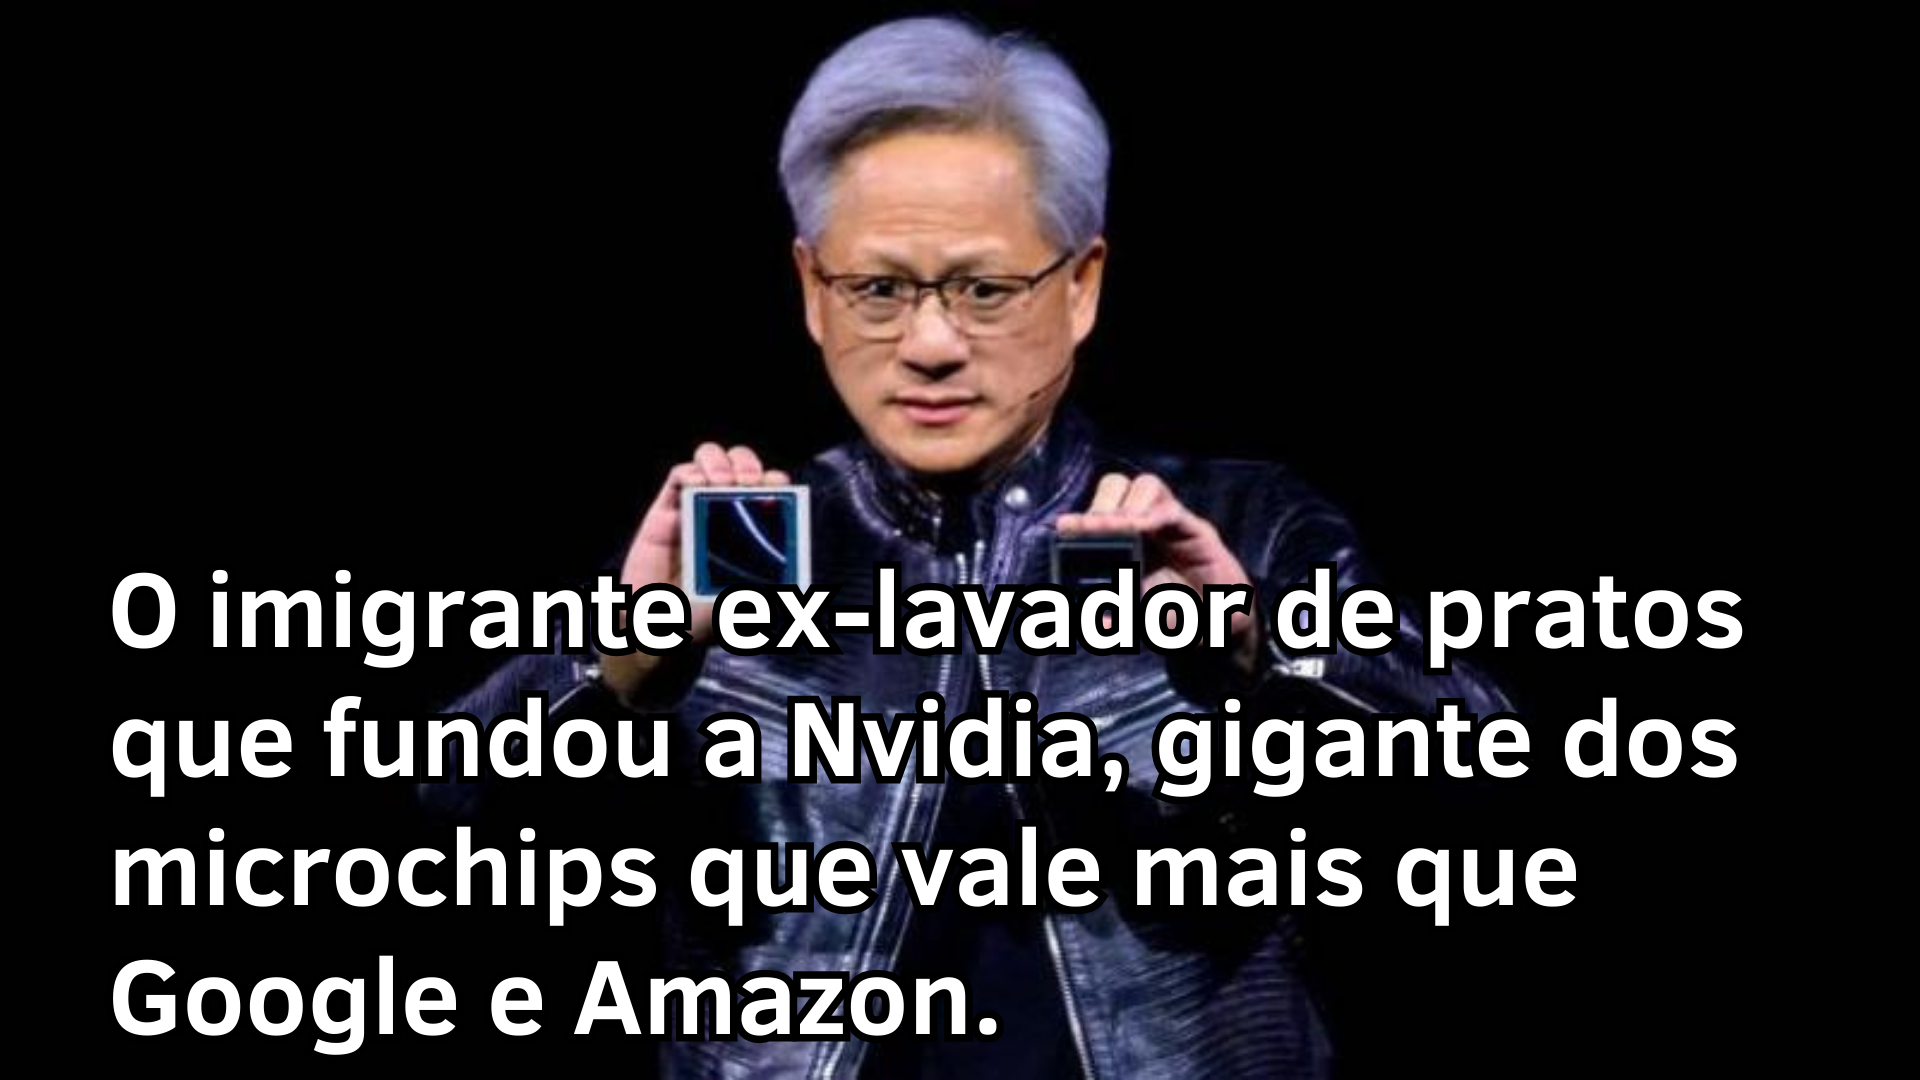 O imigrante ex-lavador de pratos
que fundou a Nvidia, gigante dos
microchips que vale mais que
Google e Amazon.